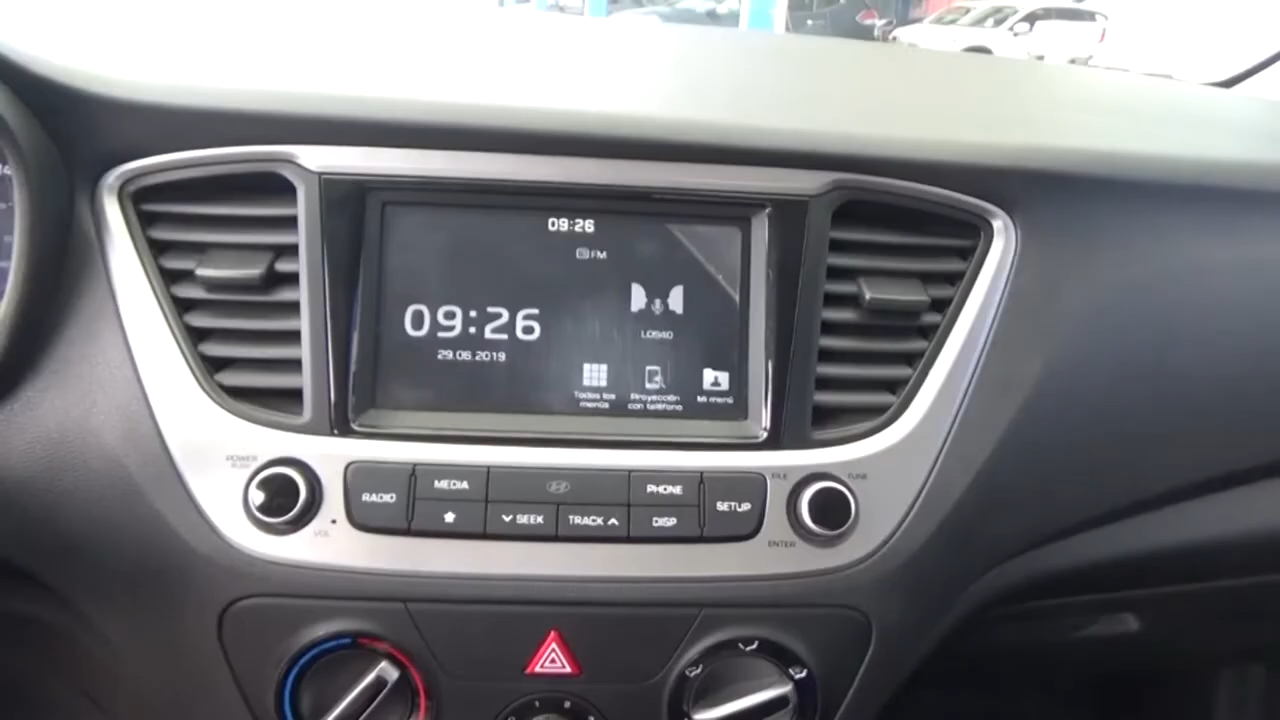 09:26
FM
09:26
29.06.2019
LOS40
Todos los
menús
Proyección
con teléfono
Mi menú
POWER
PUSH
VOL
RADIO
MEDIA
PHONE
SETUP
SEEK
TRACK
DISP
FILE
TUNE
ENTER